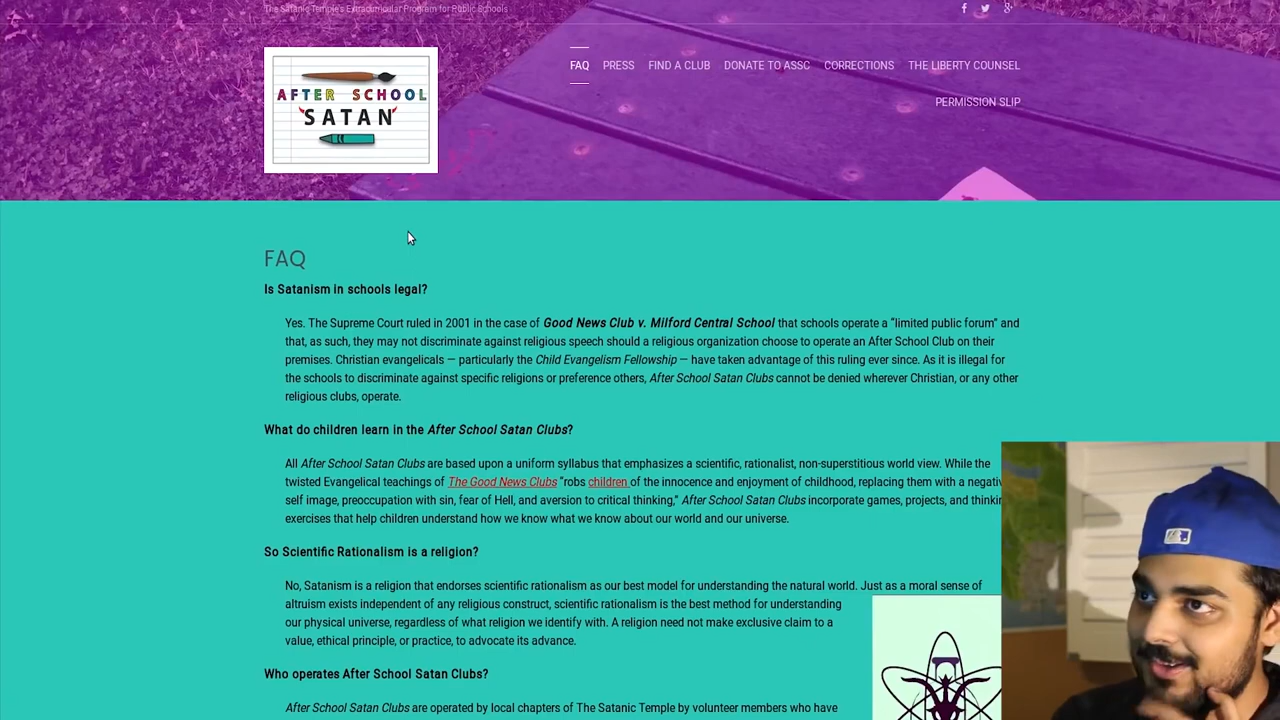 The Satanic Temple's Extracurricular Program for Public Schools
AFTER SCHOOL
SATAN
FAQ PRESS FIND A CLUB DONATE TO ASSC CORRECTIONS THE LIBERTY COUNSEL
PERMISSION SLIP
FAQ
Is Satanism in schools legal?
Yes. The Supreme Court ruled in 2001 in the case of Good News Club v. Milford Central School that schools operate a “limited public forum” and
that, as such, they may not discriminate against religious speech should a religious organization choose to operate an After School Club on their
premises. Christian evangelicals — particularly the Child Evangelism Fellowship — have taken advantage of this ruling ever since. As it is illegal for
the schools to discriminate against specific religions or preference others, After School Satan Clubs cannot be denied wherever Christian, or any other
religious clubs, operate.
What do children learn in the After School Satan Clubs?
All After School Satan Clubs are based upon a uniform syllabus that emphasizes a scientific, rationalist, non-superstitious world view. While the
twisted Evangelical teachings of The Good News Clubs “robs children of the innocence and enjoyment of childhood, replacing them with a negativ
self image, preoccupation with sin, fear of Hell, and aversion to critical thinking,” After School Satan Clubs incorporate games, projects, and thinkin
exercises that help children understand how we know what we know about our world and our universe.
So Scientific Rationalism is a religion?
No, Satanism is a religion that endorses scientific rationalism as our best model for understanding the natural world. Just as a moral sense of
altruism exists independent of any religious construct, scientific rationalism is the best method for understanding
our physical universe, regardless of what religion we identify with. A religion need not make exclusive claim to a
value, ethical principle, or practice, to advocate its advance.
Who operates After School Satan Clubs?
After School Satan Clubs are operated by local chapters of The Satanic Temple by volunteer members who have